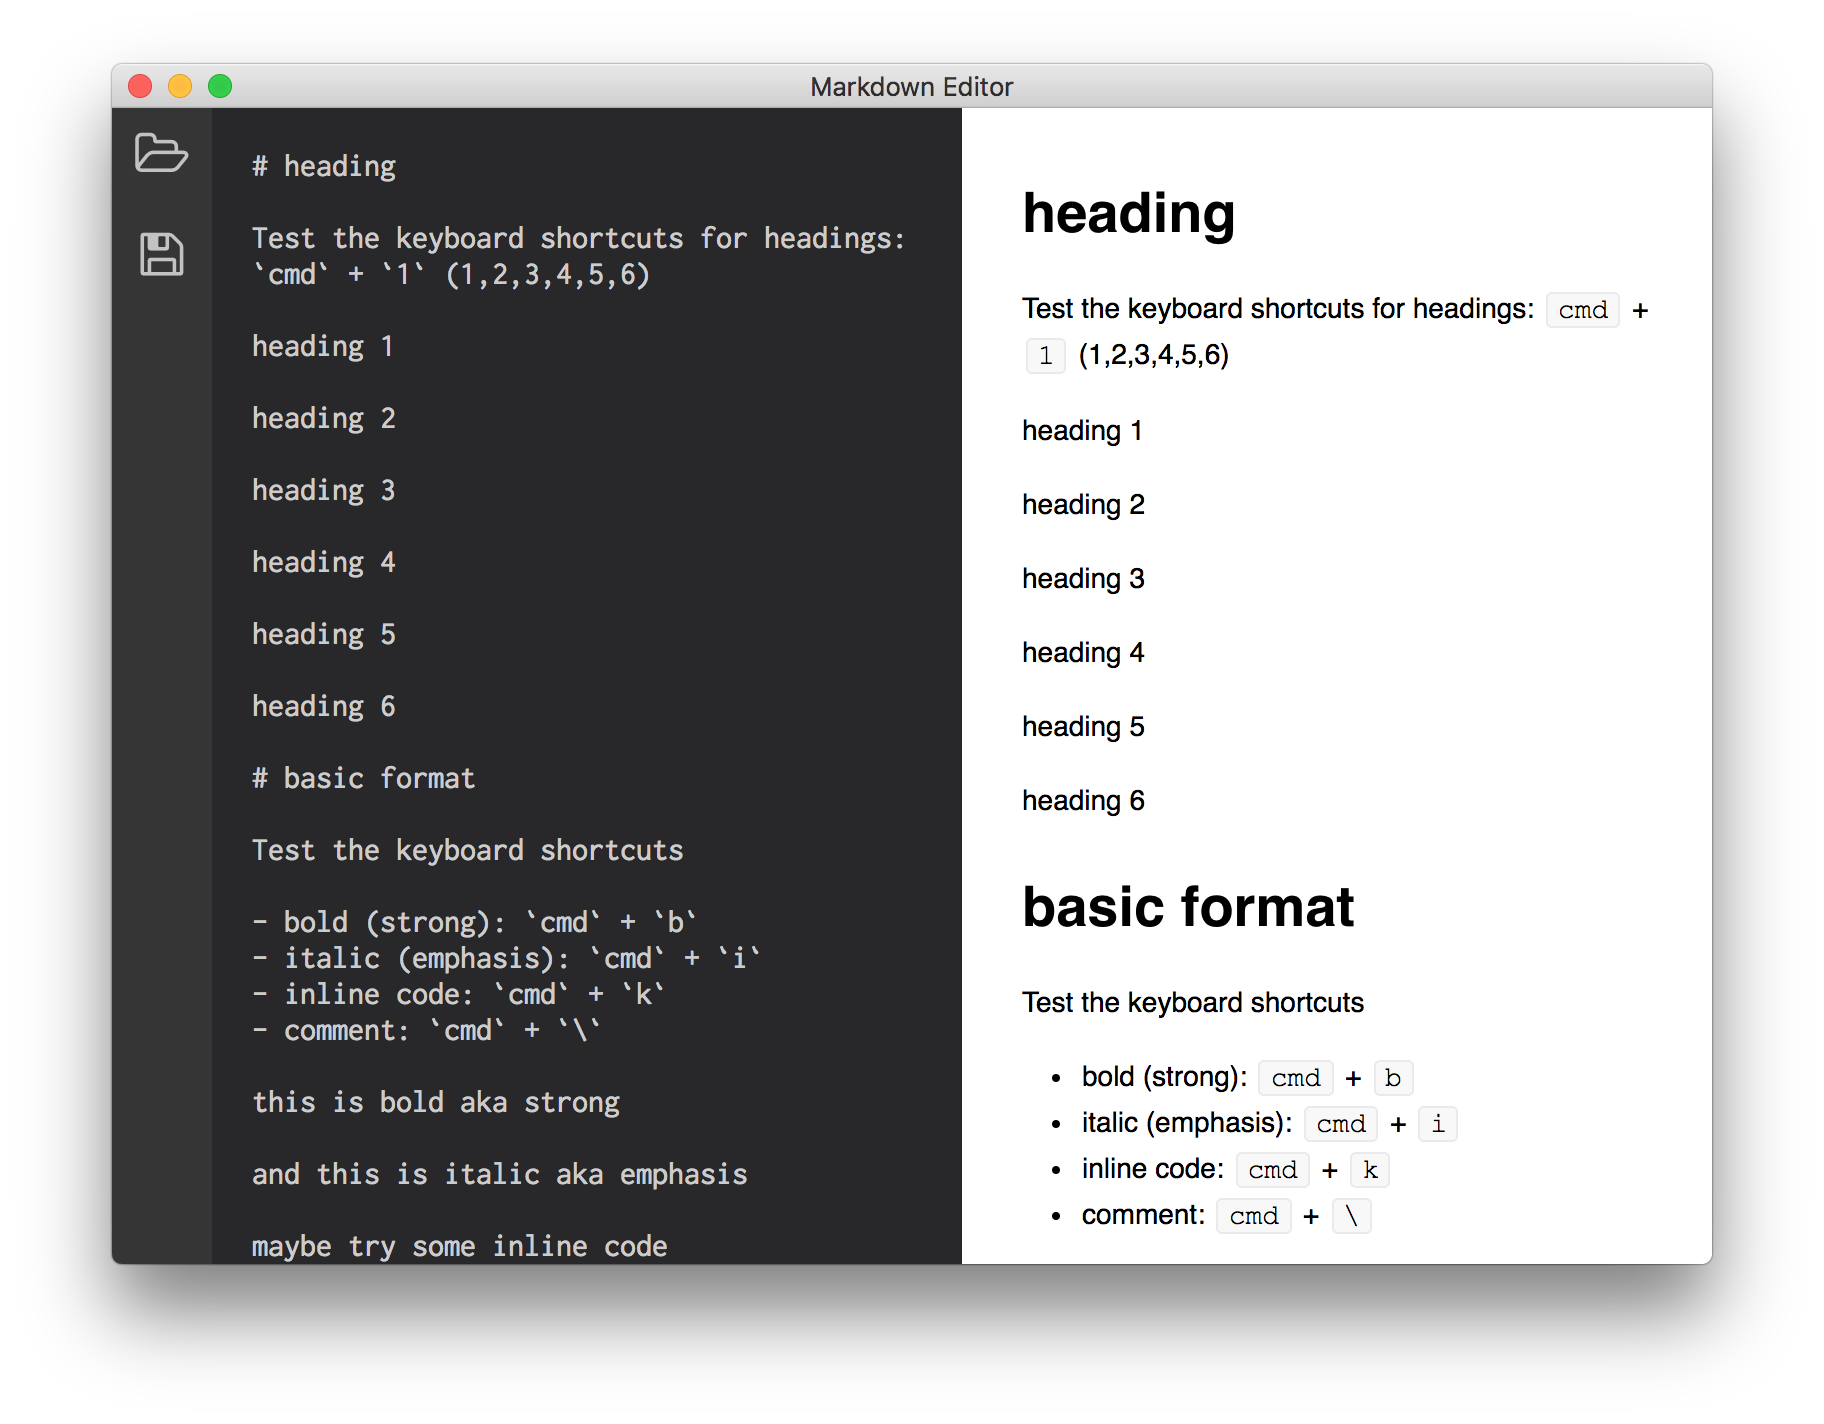 Markdown Editor
# heading
Test the keyboard shortcuts for headings:
`cmd` + `1` (1,2,3,4,5,6)
heading 1
heading 2
heading 3
heading 4
heading 5
heading 6
# basic format
Test the keyboard shortcuts
- bold (strong): `cmd` + `b`
- italic (emphasis): `cmd` + `i`
- inline code: `cmd` + `k`
- comment: `cmd` + `\`
this is bold aka strong
and this is italic aka emphasis
maybe try some inline code
heading
Test the keyboard shortcuts for headings: cmd +
1 (1,2,3,4,5,6)
heading 1
heading 2
heading 3
heading 4
heading 5
heading 6
basic format
Test the keyboard shortcuts
• bold (strong): cmd + b
• italic (emphasis): cmd + i
• inline code: cmd + k
• comment: cmd + \